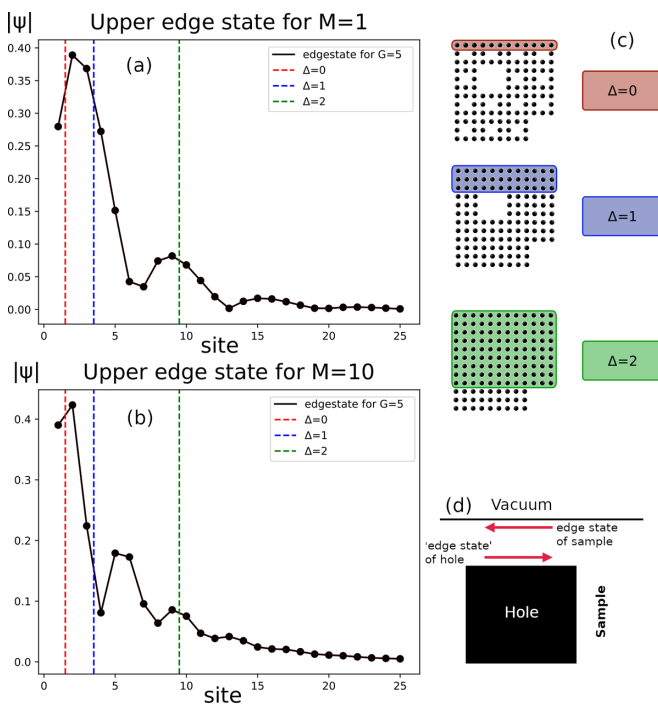 |ψ| Upper edge state for M=1
(a)
edgestate for G=5
Δ=0
Δ=1
Δ=2
0.40
0.35
0.30
0.25
0.20
0.15
0.10
0.05
0.00
0 5 10 15 20 25
site
|ψ| Upper edge state for M=10
(b)
edgestate for G=5
Δ=0
Δ=1
Δ=2
0.4
0.3
0.2
0.1
0.0
0 5 10 15 20 25
site
(c)
Δ=0
Δ=1
Δ=2
(d) Vacuum
edge state
of sample
'edge state'
of hole
Hole
Sample